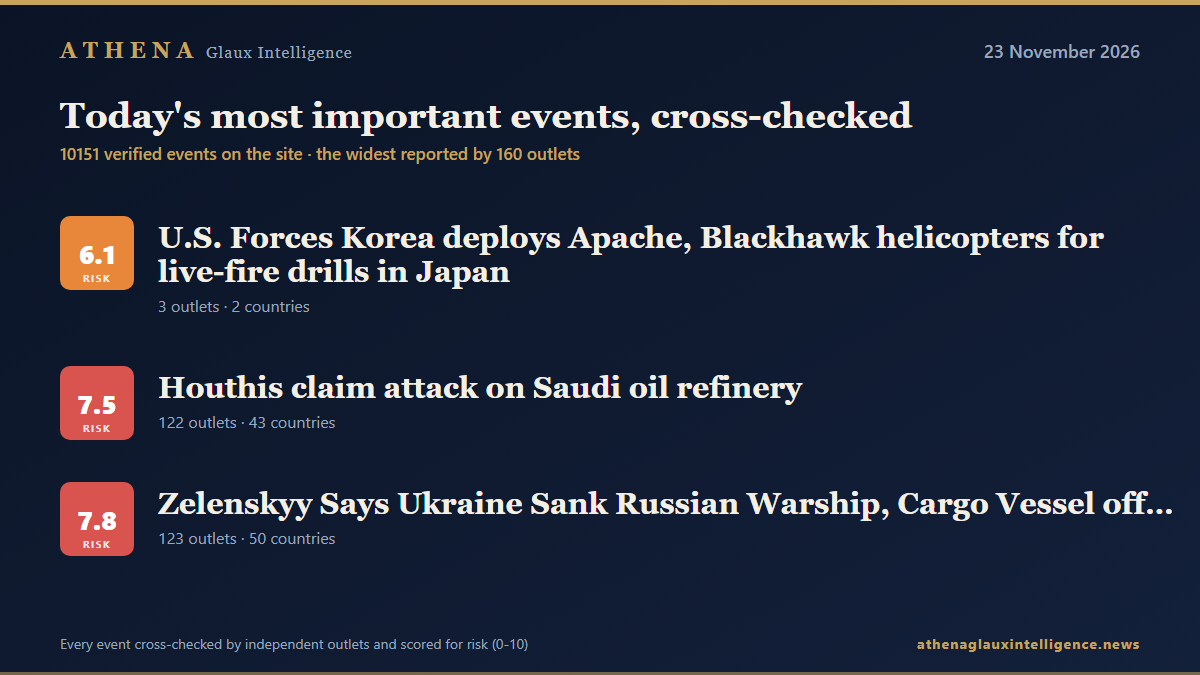 ATHENA Glaux Intelligence
23 November 2026
Today's most important events, cross-checked
10151 verified events on the site · the widest reported by 160 outlets
6.1
RISK
U.S. Forces Korea deploys Apache, Blackhawk helicopters for
live-fire drills in Japan
3 outlets · 2 countries
7.5
RISK
Houthis claim attack on Saudi oil refinery
122 outlets · 43 countries
7.8
RISK
Zelenskyy Says Ukraine Sank Russian Warship, Cargo Vessel off...
123 outlets · 50 countries
Every event cross-checked by independent outlets and scored for risk (0-10)
athenaglauxintelligence.news